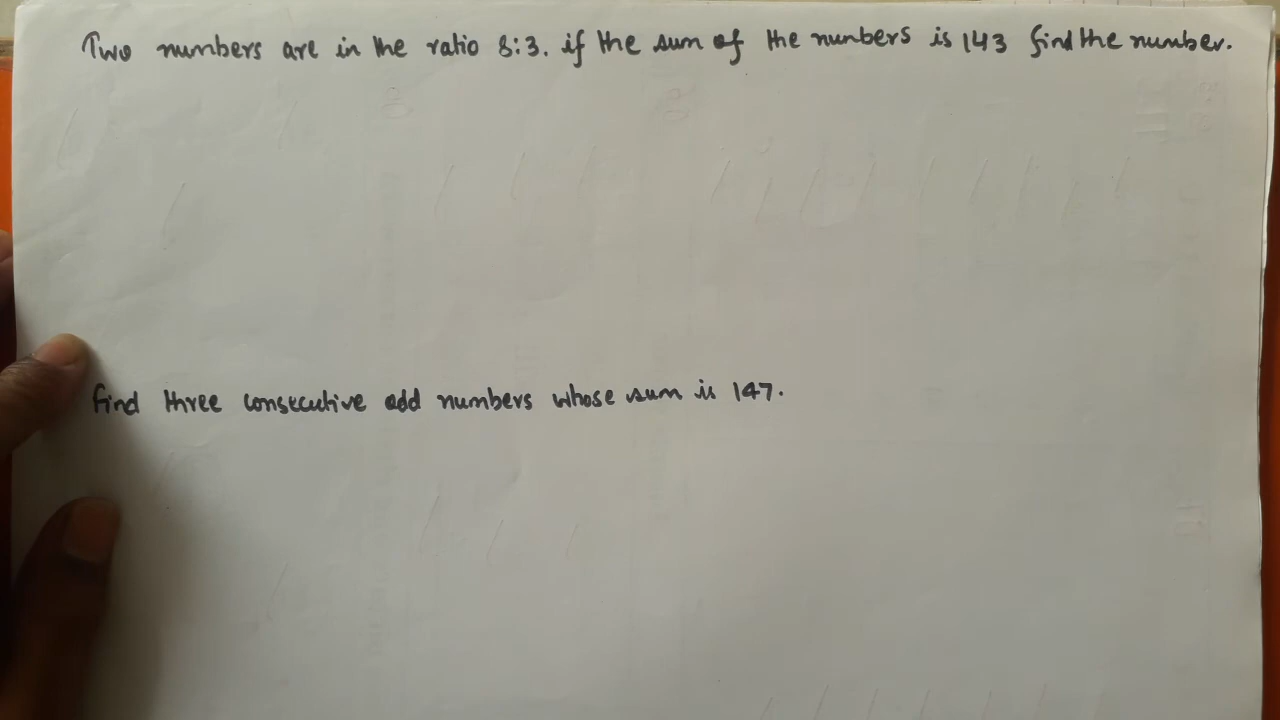 Two numbers are in the ratio 8:3. if the sum of the numbers is 143 find the number.
find three consecutive odd numbers whose sum is 147.